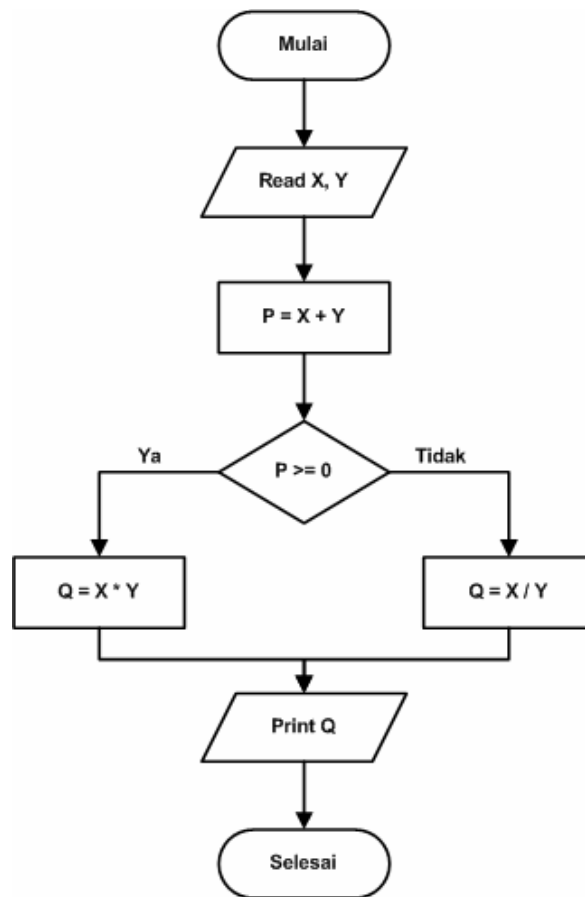 Mulai
Read X, Y
P = X + Y
P >= 0
Ya
Tidak
Q = X * Y
Q = X / Y
Print Q
Selesai